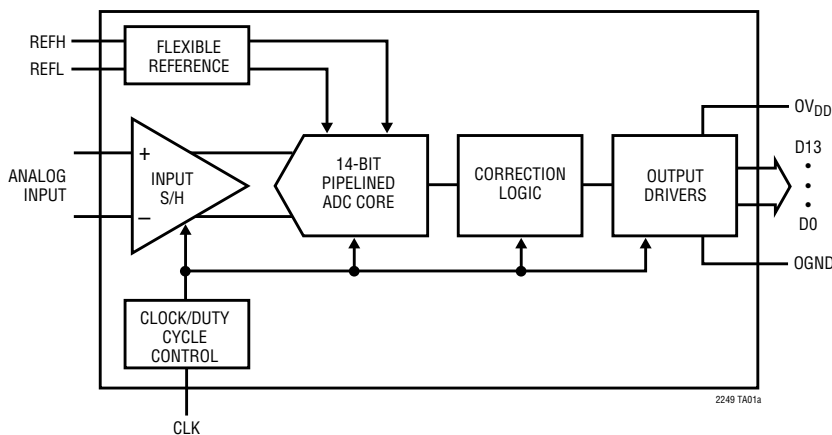 REFH
REFL
FLEXIBLE
REFERENCE
ANALOG
INPUT
+
−
INPUT
S/H
14-BIT
PIPELINED
ADC CORE
CORRECTION
LOGIC
OUTPUT
DRIVERS
OVDD
D13
•
•
•
D0
OGND
CLOCK/DUTY
CYCLE
CONTROL
CLK
2249 TA01a